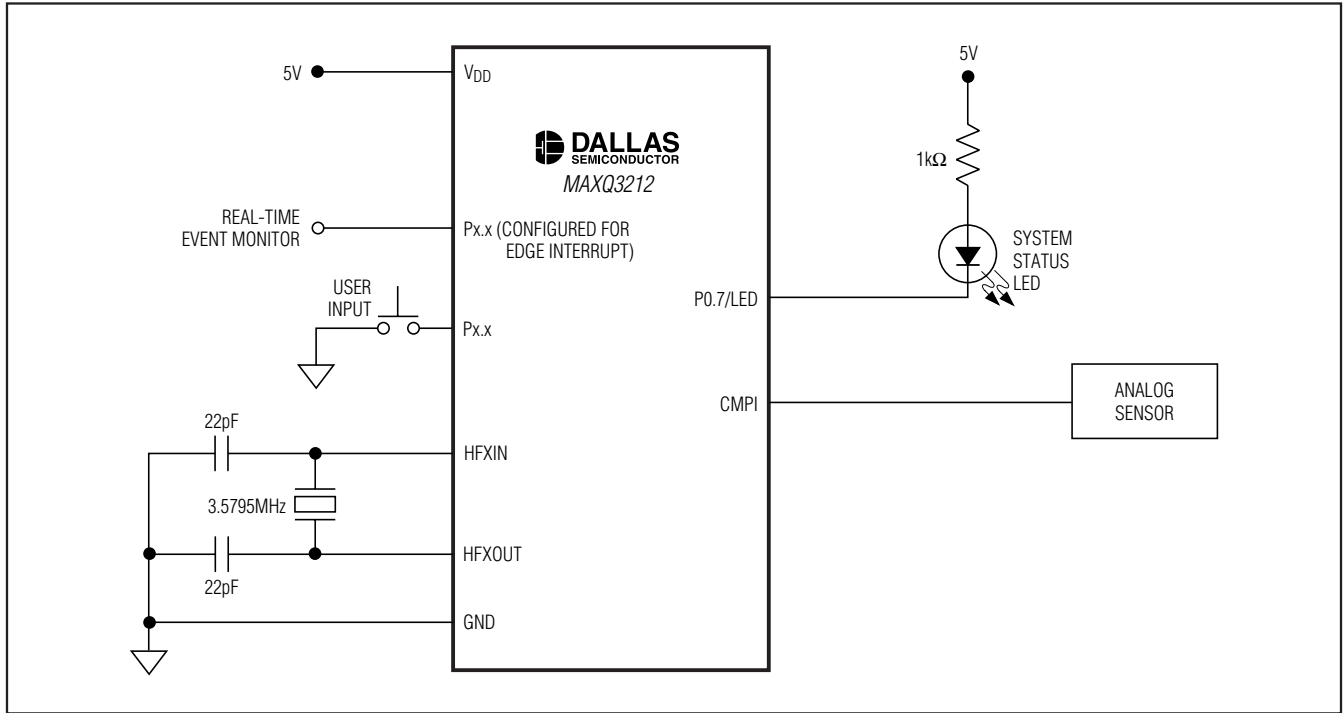 5V
V_DD
DALLAS
SEMICONDUCTOR
MAXQ3212
REAL-TIME
EVENT MONITOR
Px.x (CONFIGURED FOR
EDGE INTERRUPT)
USER
INPUT
Px.x
22pF
HFXIN
3.5795MHz
HFXOUT
22pF
GND
5V
1kΩ
SYSTEM
STATUS
LED
P0.7/LED
CMPI
ANALOG
SENSOR